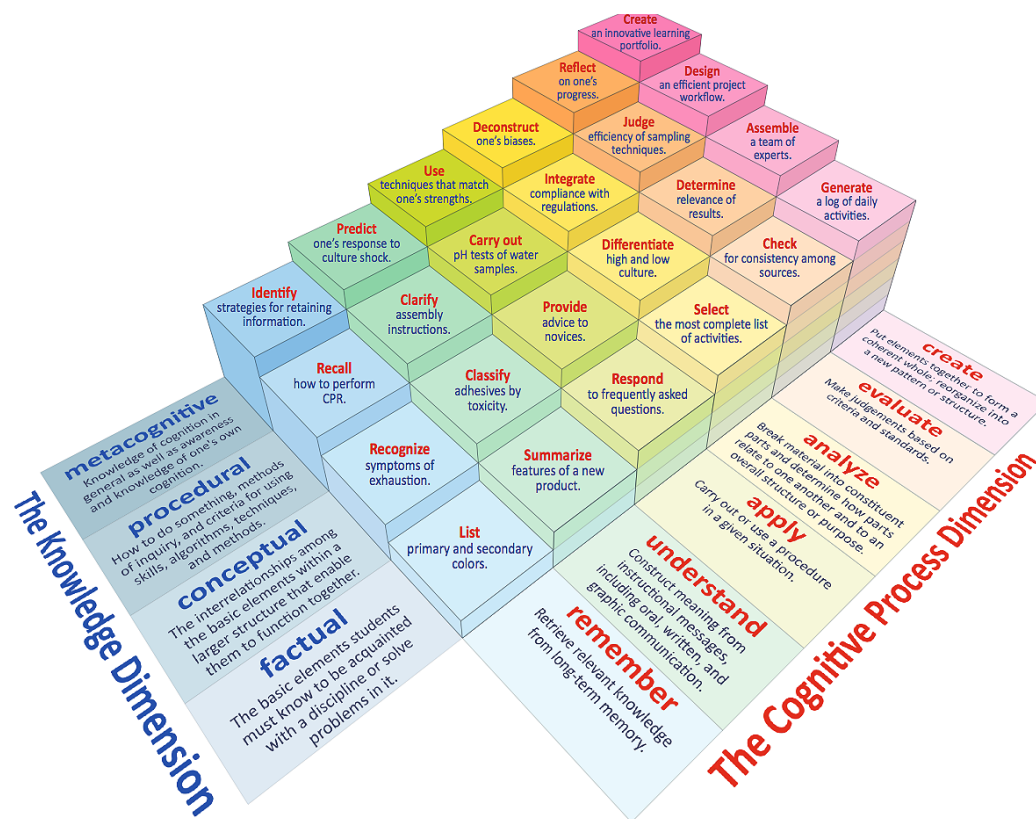 Create
an innovative learning
portfolio.
Reflect
on one's
progress.
Design
an efficient project
workflow.
Deconstruct
one's biases.
Judge
efficiency of sampling
techniques.
Assemble
a team of
experts.
Use
techniques that match
one's strengths.
Integrate
compliance with
regulations.
Determine
relevance of
results.
Generate
a log of daily
activities.
Predict
one's response to
culture shock.
Carry out
pH tests of water
samples.
Differentiate
high and low
culture.
Check
for consistency among
sources.
Identify
strategies for retaining
information.
Clarify
assembly
instructions.
Provide
advice to
novices.
Select
the most complete list
of activities.
Recall
how to perform
CPR.
Classify
adhesives by
toxicity.
Respond
to frequently asked
questions.
Recognize
symptoms of
exhaustion.
Summarize
features of a new
product.
List
primary and secondary
colors.
The Knowledge Dimension
metacognitive
Knowledge of cognition in
general as well as awareness
and knowledge of one's own
cognition.
procedural
How to do something, methods
of inquiry, and criteria for using
skills, algorithms, techniques,
and methods.
conceptual
The interrelationships among
the basic elements within a
larger structure that enable
them to function together.
factual
The basic elements students
must know to be acquainted
with a discipline or solve
problems in it.
The Cognitive Process Dimension
remember
Retrieve relevant knowledge
from long-term memory.
understand
Construct meaning from
instructional messages,
including oral, written, and
graphic communication.
apply
Carry out or use a procedure
in a given situation.
analyze
Break material into constituent
parts and determine how parts
relate to one another and to an
overall structure or purpose.
evaluate
Make judgements based on
criteria and standards.
create
Put elements together to form a
coherent whole; reorganize into
a new pattern or structure.